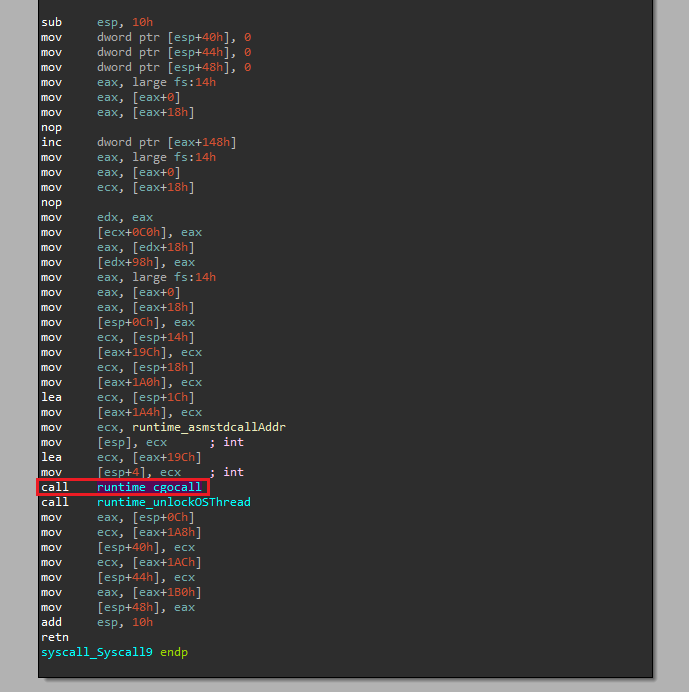 sub esp, 10h
mov dword ptr [esp+40h], 0
mov dword ptr [esp+44h], 0
mov dword ptr [esp+48h], 0
mov eax, large fs:14h
mov eax, [eax+0]
mov eax, [eax+18h]
nop
inc dword ptr [eax+148h]
mov eax, large fs:14h
mov eax, [eax+0]
mov ecx, [eax+18h]
nop
mov edx, eax
mov [ecx+0C0h], eax
mov eax, [edx+18h]
mov [edx+98h], eax
mov eax, large fs:14h
mov eax, [eax+0]
mov eax, [eax+18h]
mov [esp+0Ch], eax
mov ecx, [esp+14h]
mov [eax+19Ch], ecx
mov ecx, [esp+18h]
mov [eax+1A0h], ecx
lea ecx, [esp+1Ch]
mov [eax+1A4h], ecx
mov ecx, runtime_asmstdcallAddr
mov [esp], ecx ; int
lea ecx, [eax+19Ch]
mov [esp+4], ecx ; int
call runtime_cgocall
call runtime_unlockOSThread
mov eax, [esp+0Ch]
mov ecx, [eax+1A8h]
mov [esp+40h], ecx
mov ecx, [eax+1ACh]
mov [esp+44h], ecx
mov eax, [eax+1B0h]
mov [esp+48h], eax
add esp, 10h
retn
syscall_Syscall9 endp